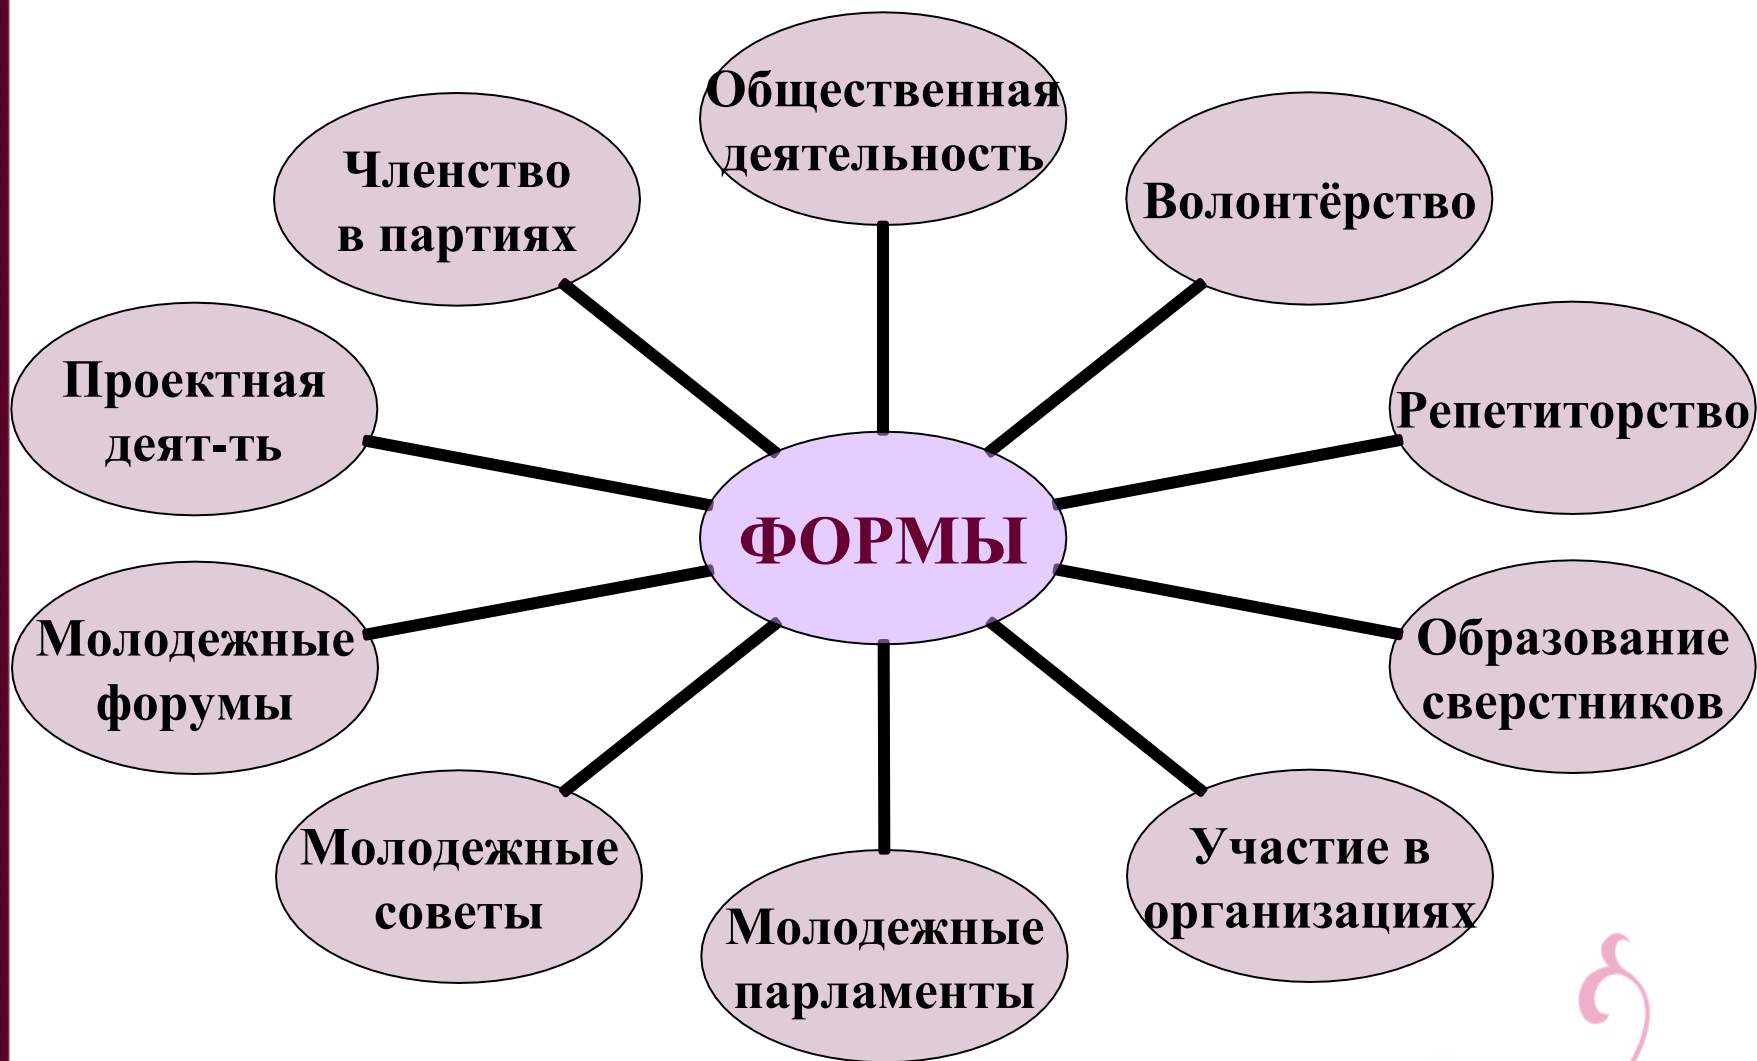 Общественная
деятельность
Членство
в партиях
Волонтёрство
Проектная
деят-ть
Репетиторство
ФОРМЫ
Молодежные
форумы
Образование
сверстников
Молодежные
советы
Участие в
организациях
Молодежные
парламенты